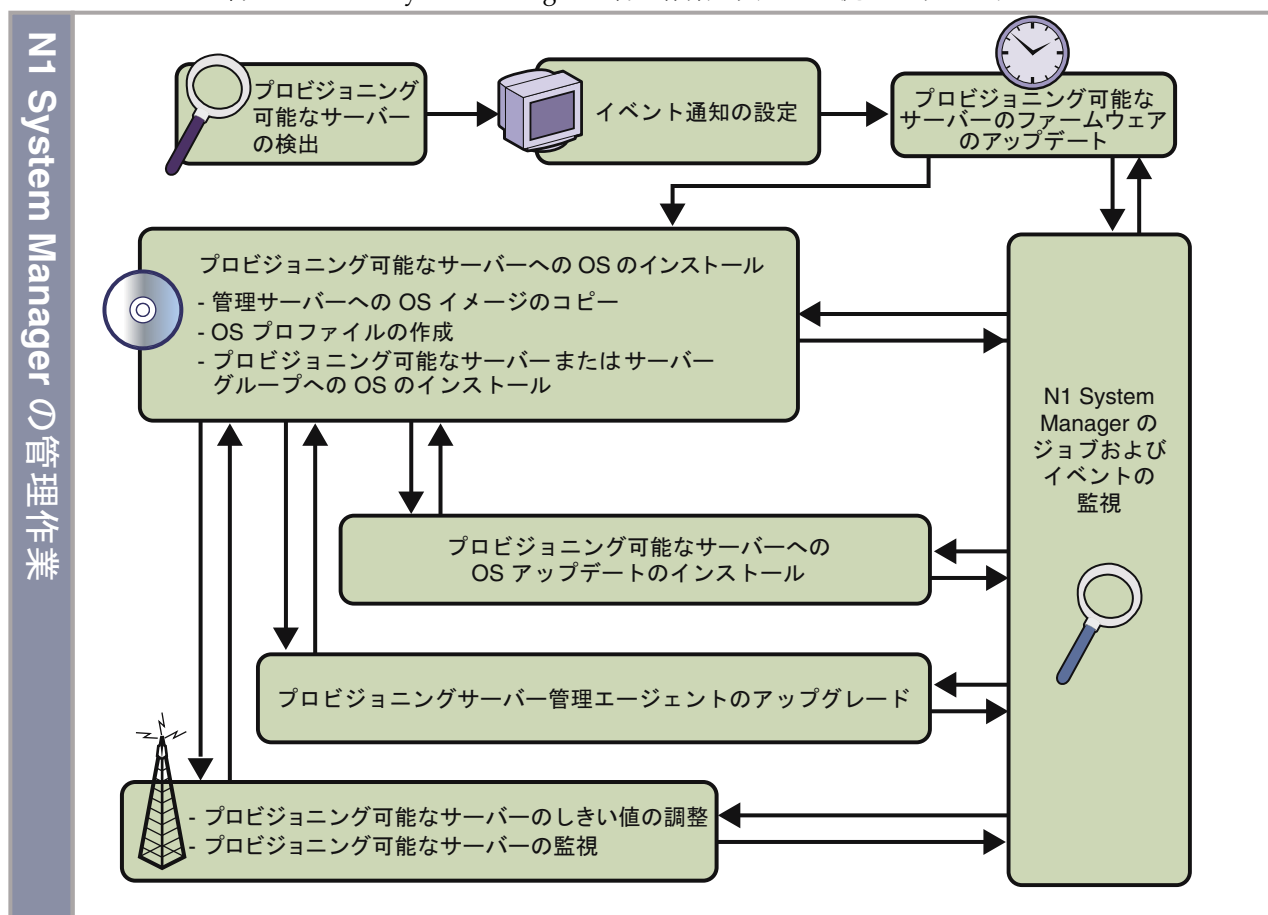 N1 System Manager の管理作業
プロビジョニング
可能なサーバー
の検出
イベント通知の設定
プロビジョニング可能な
サーバーのファームウェア
のアップデート
プロビジョニング可能なサーバーへの OS のインストール
- 管理サーバーへの OS イメージのコピー
- OS プロファイルの作成
- プロビジョニング可能なサーバーまたはサーバー
グループへの OS のインストール
N1 System
Manager の
ジョブおよび
イベントの
監視
プロビジョニング可能なサーバーへの
OS アップデートのインストール
プロビジョニングサーバー管理エージェントのアップグレード
- プロビジョニング可能なサーバーのしきい値の調整
- プロビジョニング可能なサーバーの監視